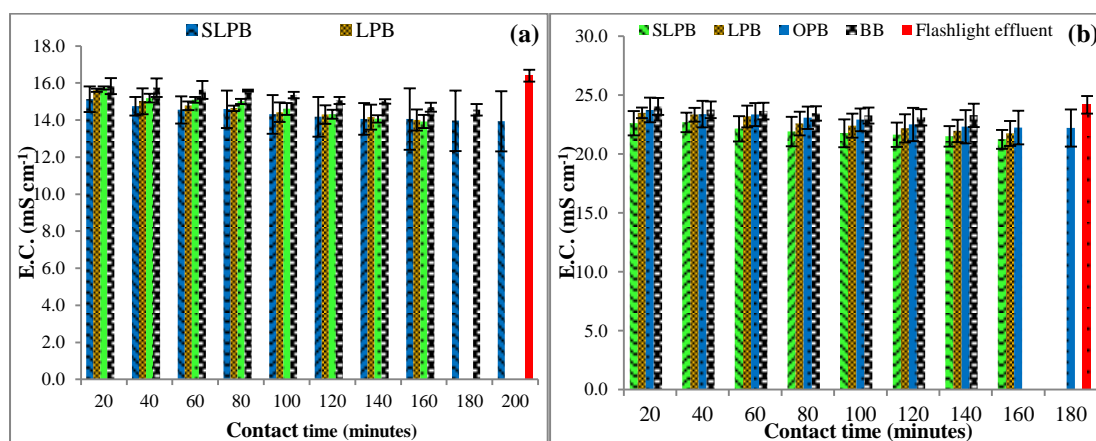 SLPB LPB (a)
18.0
16.0
14.0
12.0
10.0
8.0
6.0
4.0
2.0
0.0
E.C. (mS cm-1)
20 40 60 80 100 120 140 160 180 200
Contact time (minutes)
SLPB LPB OPB BB Flashlight effluent
(b)
30.0
25.0
20.0
15.0
10.0
5.0
0.0
E.C. (mS cm-1)
20 40 60 80 100 120 140 160 180
Contact time (minutes)